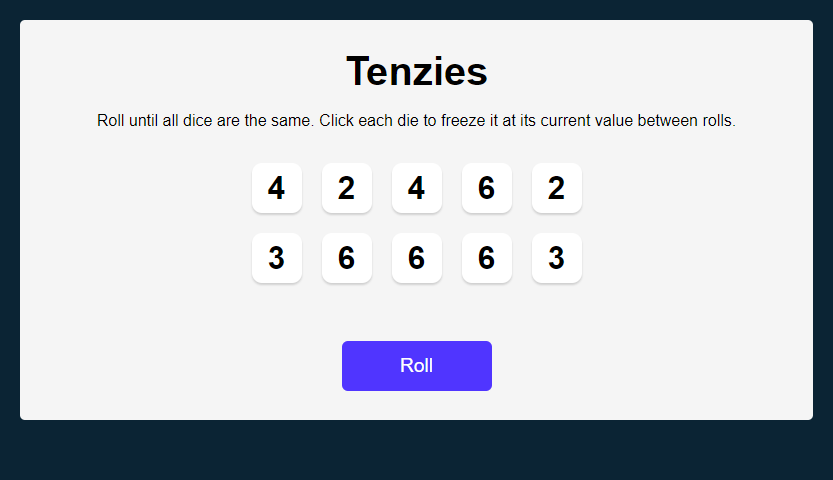 Tenzies
Roll until all dice are the same. Click each die to freeze it at its current value between rolls.
4 2 4 6 2
3 6 6 6 3
Roll